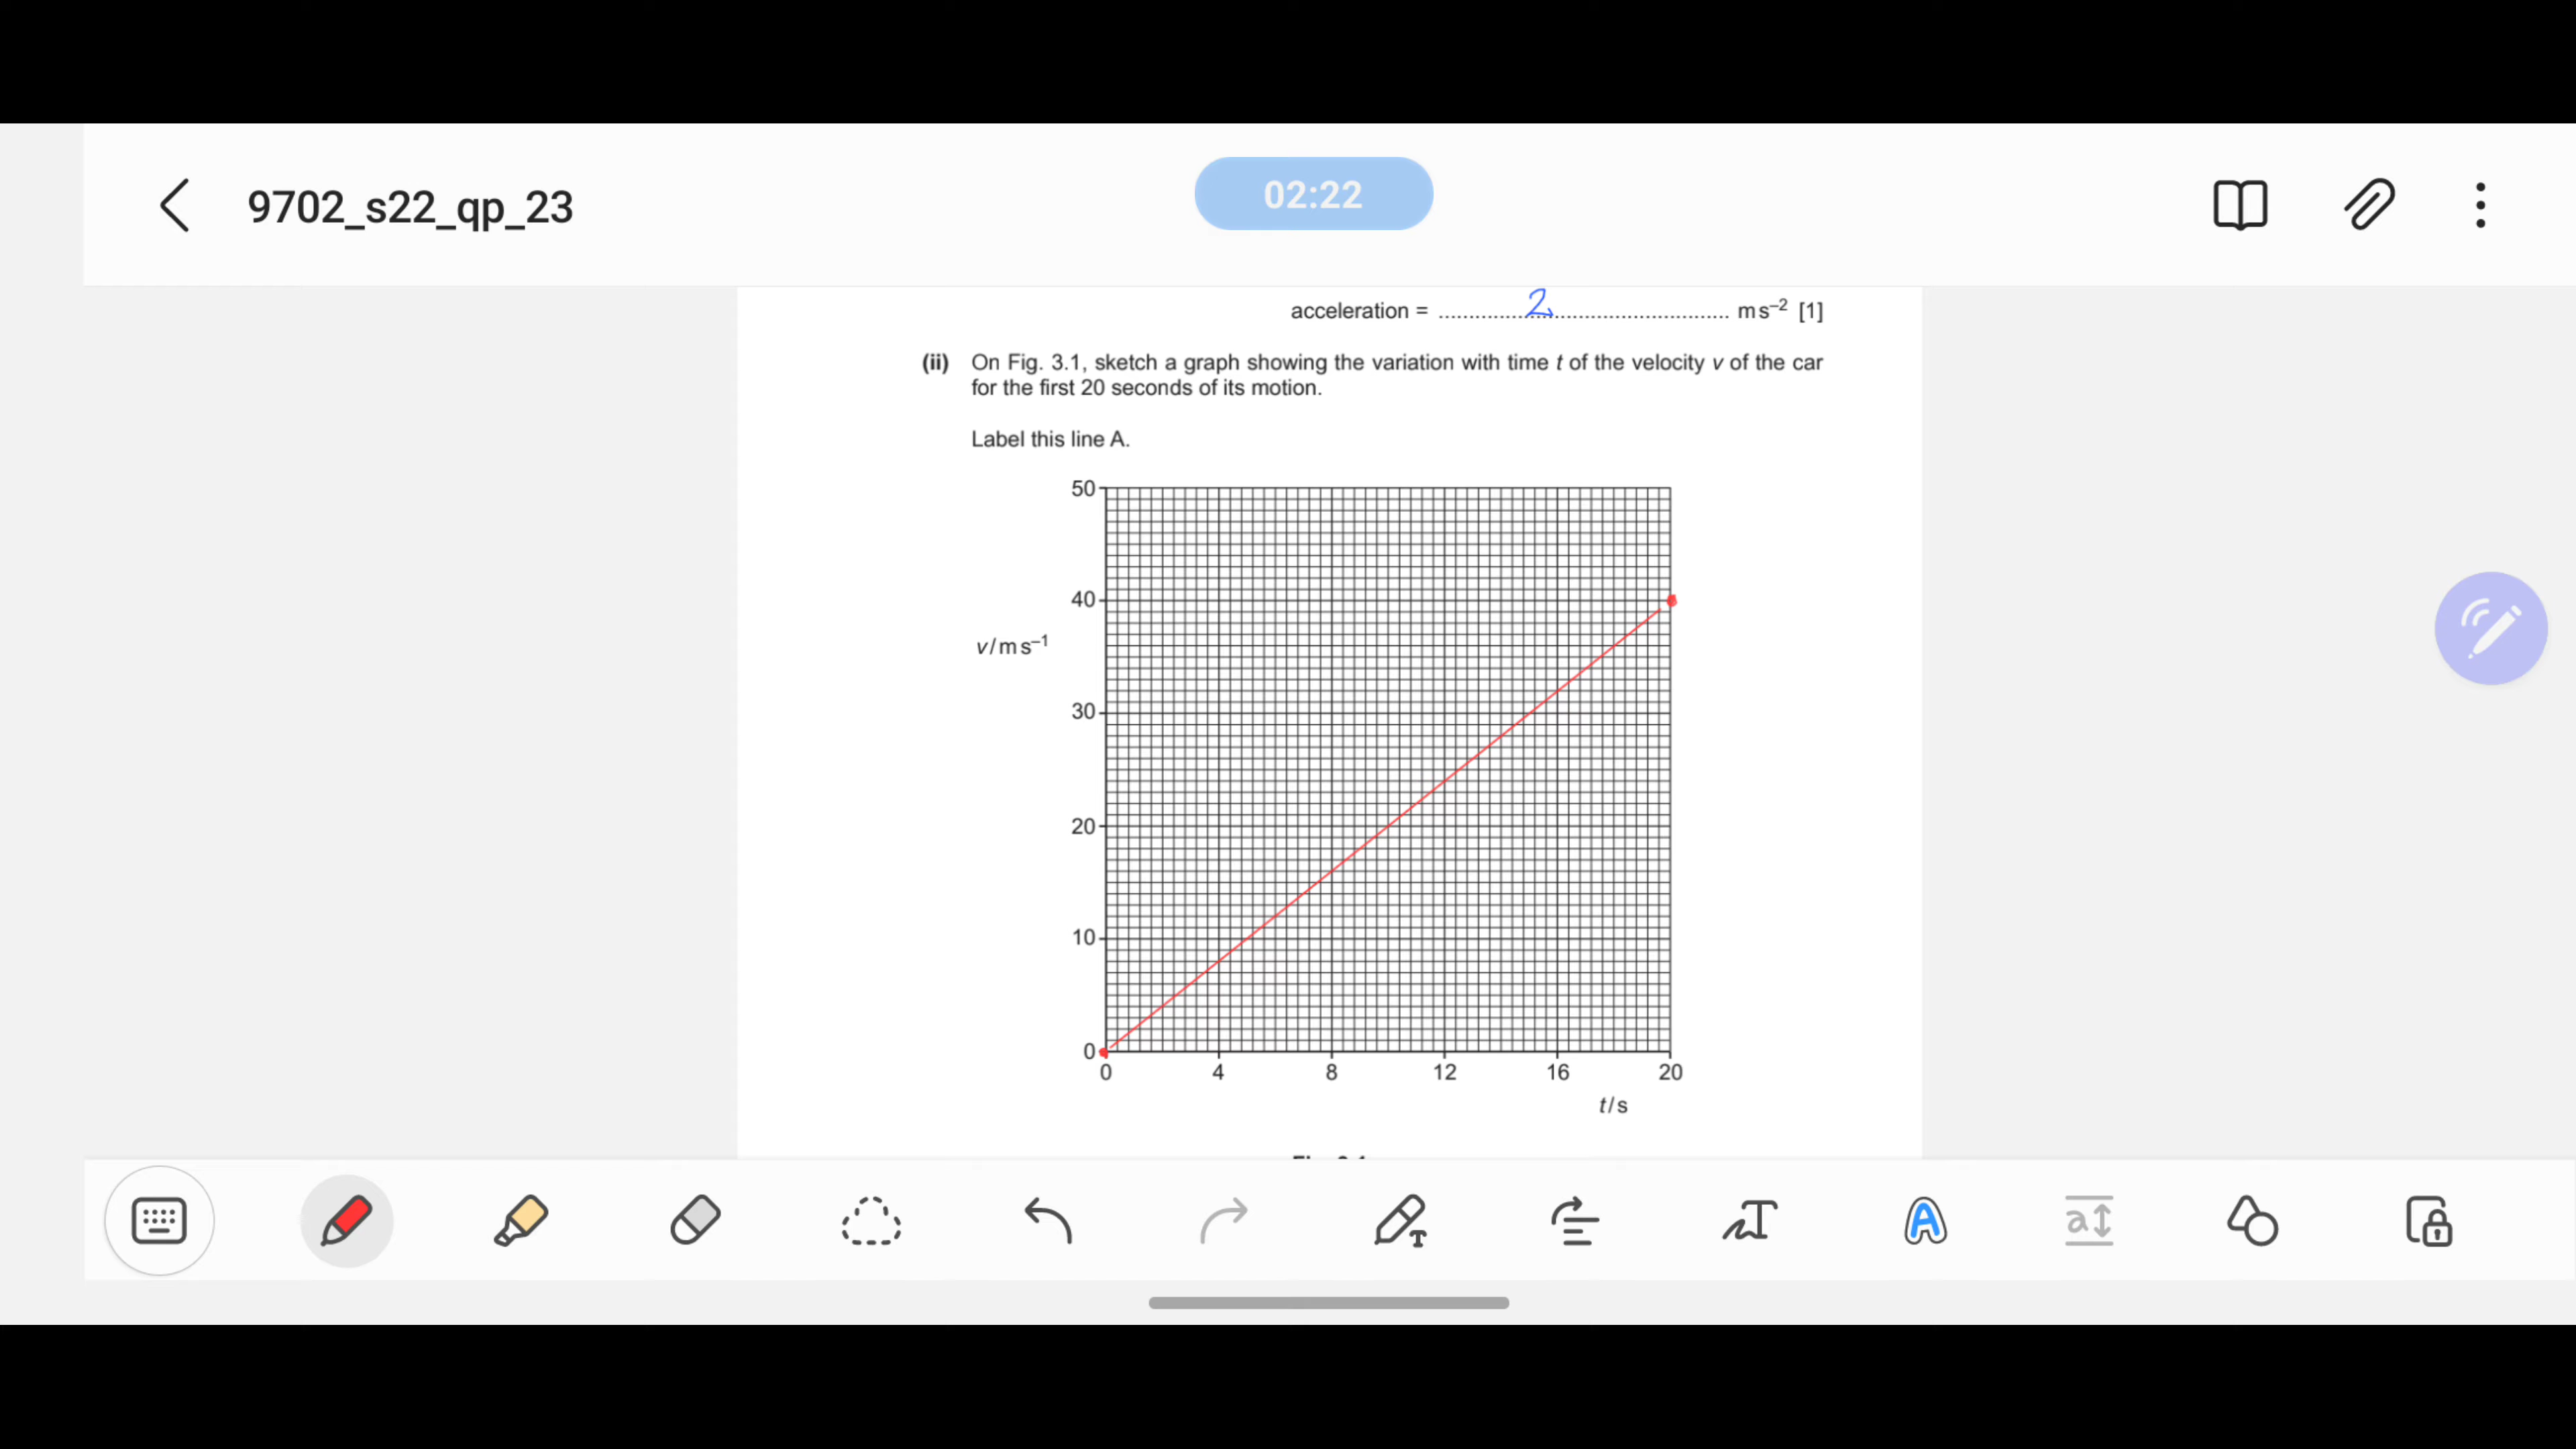 9702_s22_qp_23
02:22
acceleration = ........2........ m s⁻² [1]
(ii) On Fig. 3.1, sketch a graph showing the variation with time t of the velocity v of the car
for the first 20 seconds of its motion.
Label this line A.
50
40
v/m s⁻¹
30
20
10
0
0 4 8 12 16 20
t/s